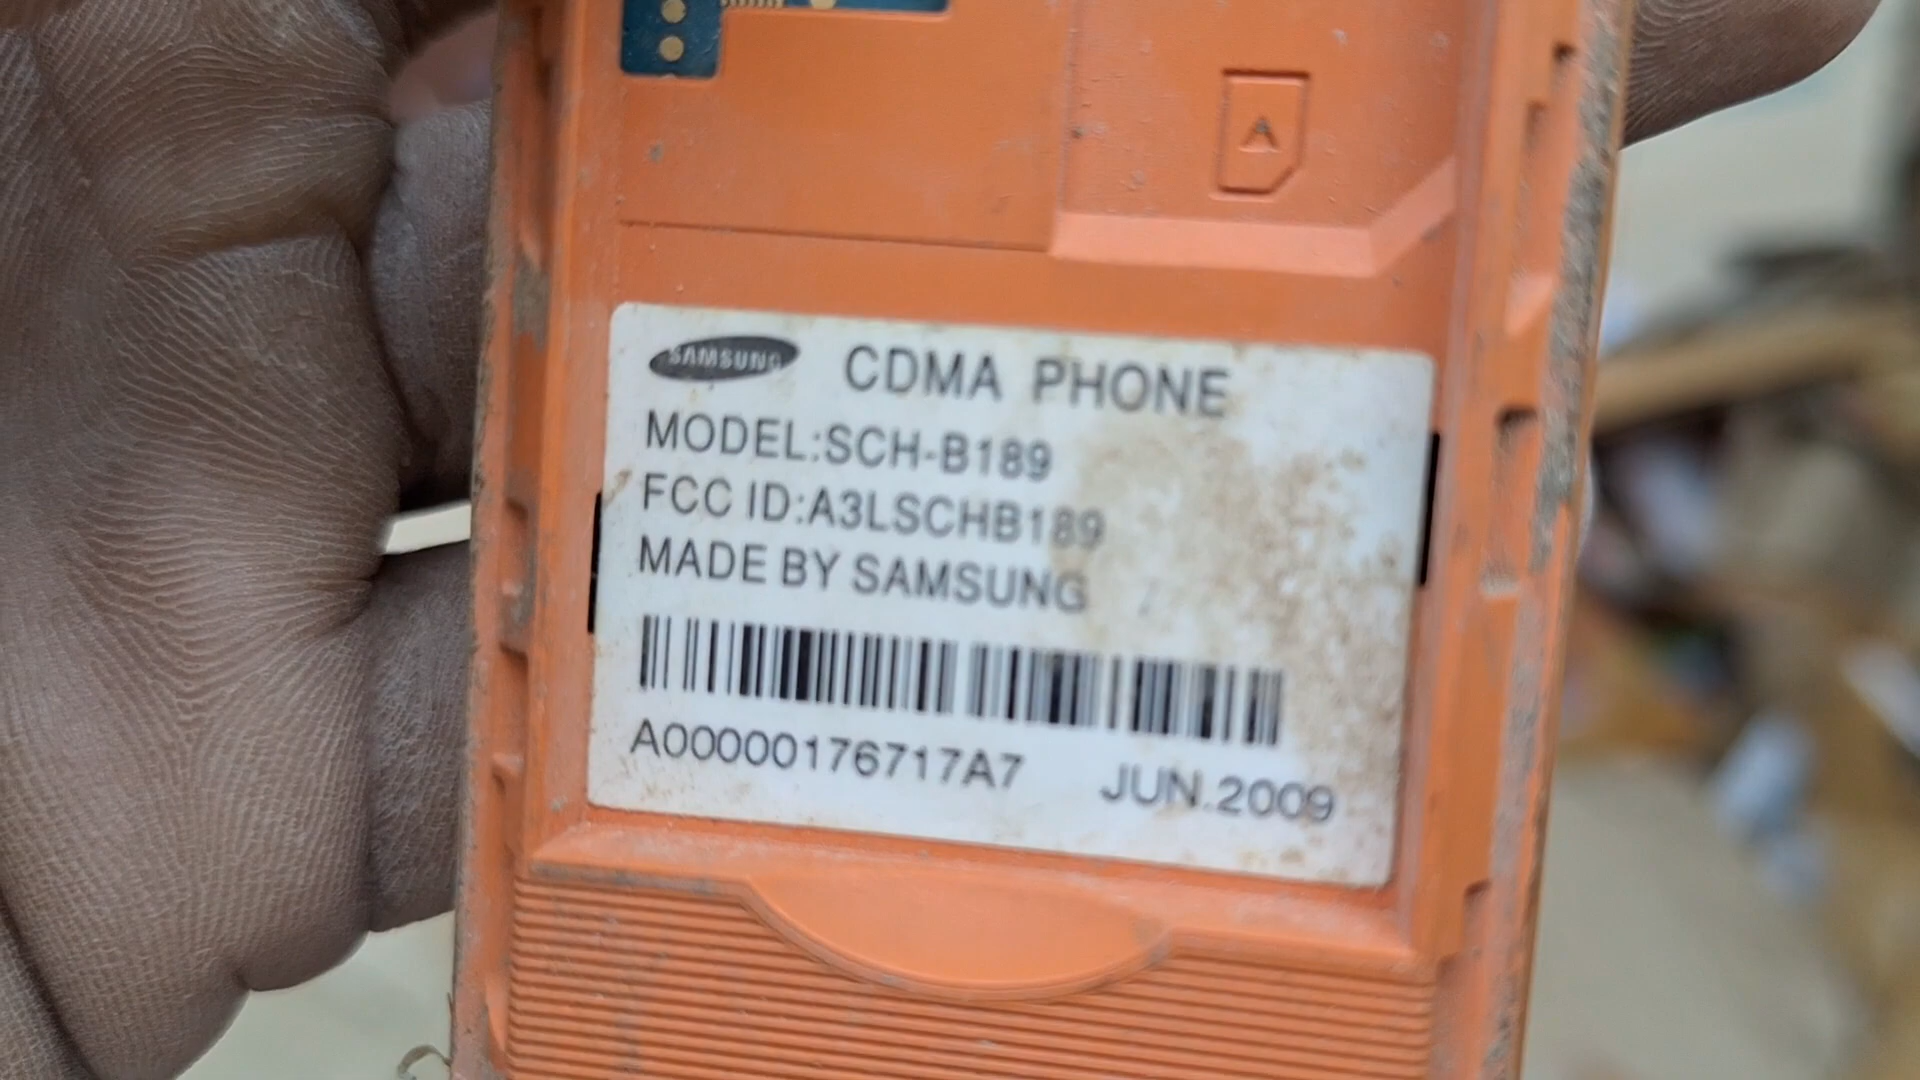 SAMSUNG CDMA PHONE
MODEL:SCH-B189
FCC ID:A3LSCHB189
MADE BY SAMSUNG
A00000176717A7 JUN.2009
A